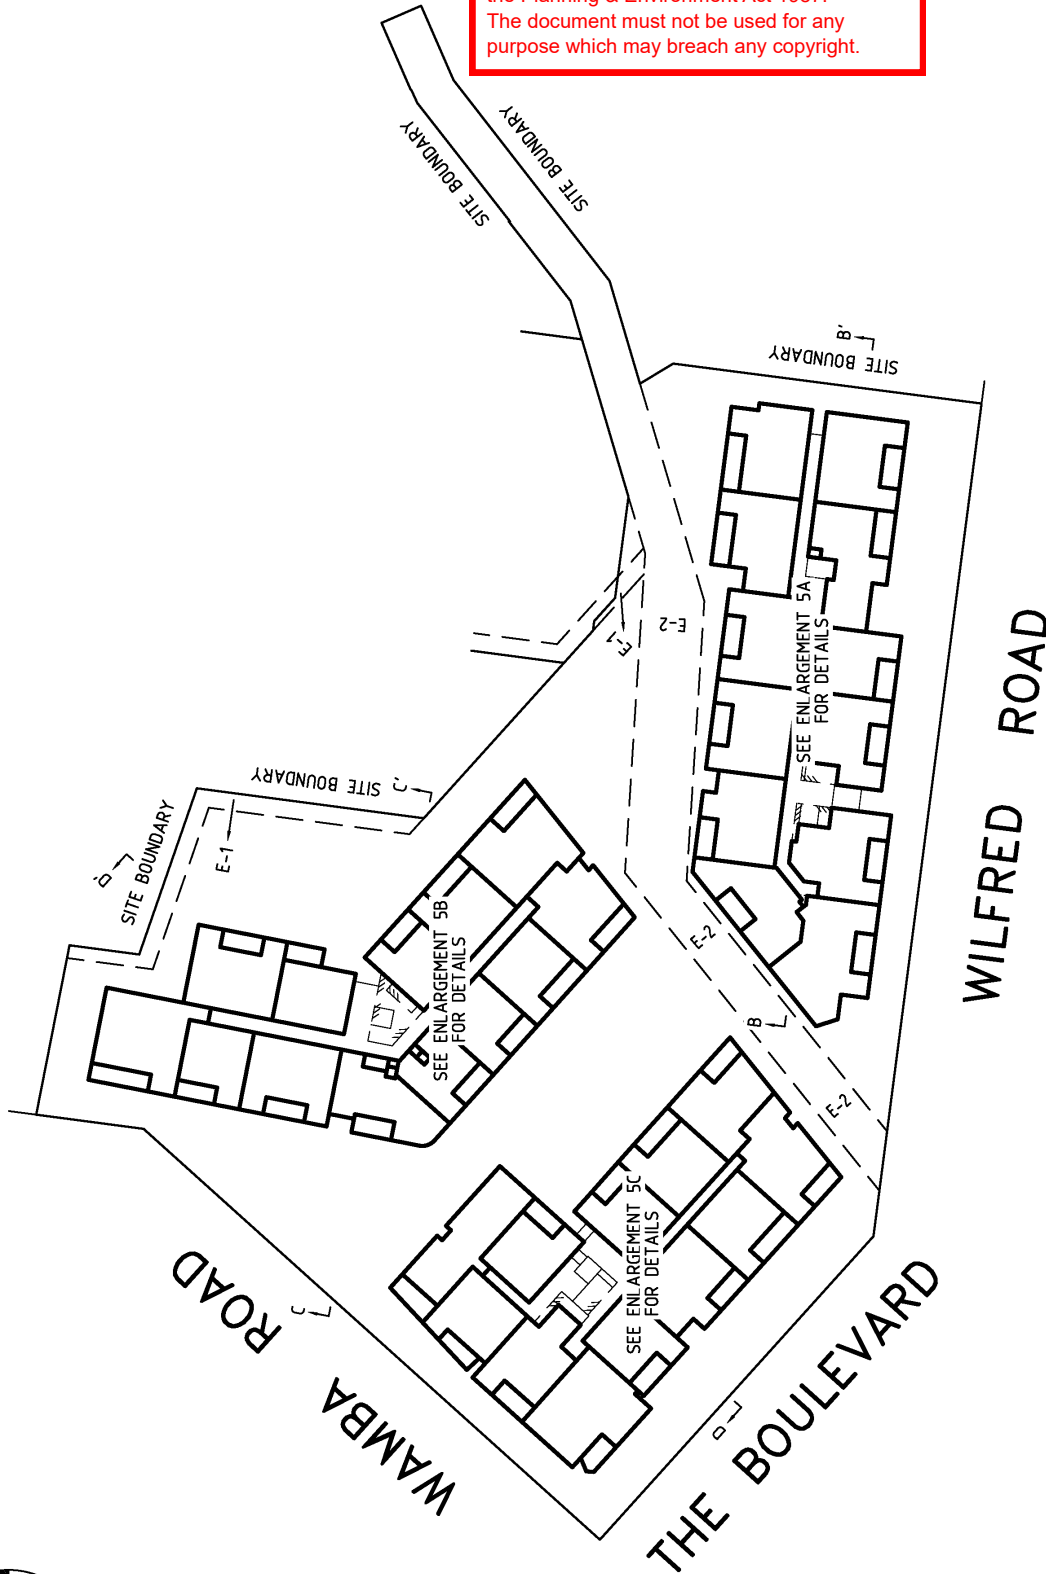 the Planning & Environment Act 1987.
The document must not be used for any
purpose which may breach any copyright.
SITE BOUNDARY
SITE BOUNDARY
B'
SITE BOUNDARY
SEE ENLARGEMENT 5A
FOR DETAILS
E-1
E-2
SITE BOUNDARY
C'
D'
SITE BOUNDARY
E-1
SEE ENLARGEMENT 5B
FOR DETAILS
E-2
B
E-2
WILFRED ROAD
SEE ENLARGEMENT 5C
FOR DETAILS
C
D
WAMBA ROAD
THE BOULEVARD